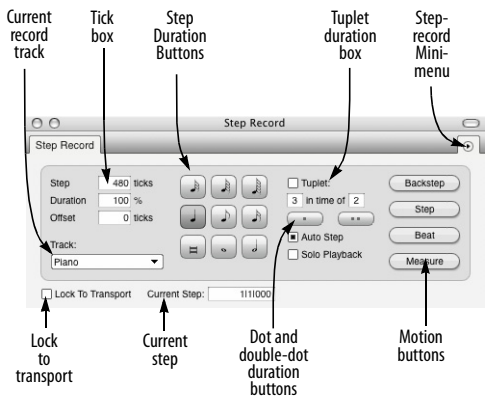 Current
record
track
Tick
box
Step
Duration
Buttons
Tuplet
duration
box
Step-
record
Mini-
menu
Step Record
Step Record
Step 480 ticks
Duration 100 %
Offset 0 ticks
Track:
Piano
Tuplet:
3 in time of 2
Auto Step
Solo Playback
Backstep
Step
Beat
Measure
Lock To Transport Current Step: 1|1|000
Lock
to
transport
Current
step
Dot and
double-dot
duration
buttons
Motion
buttons